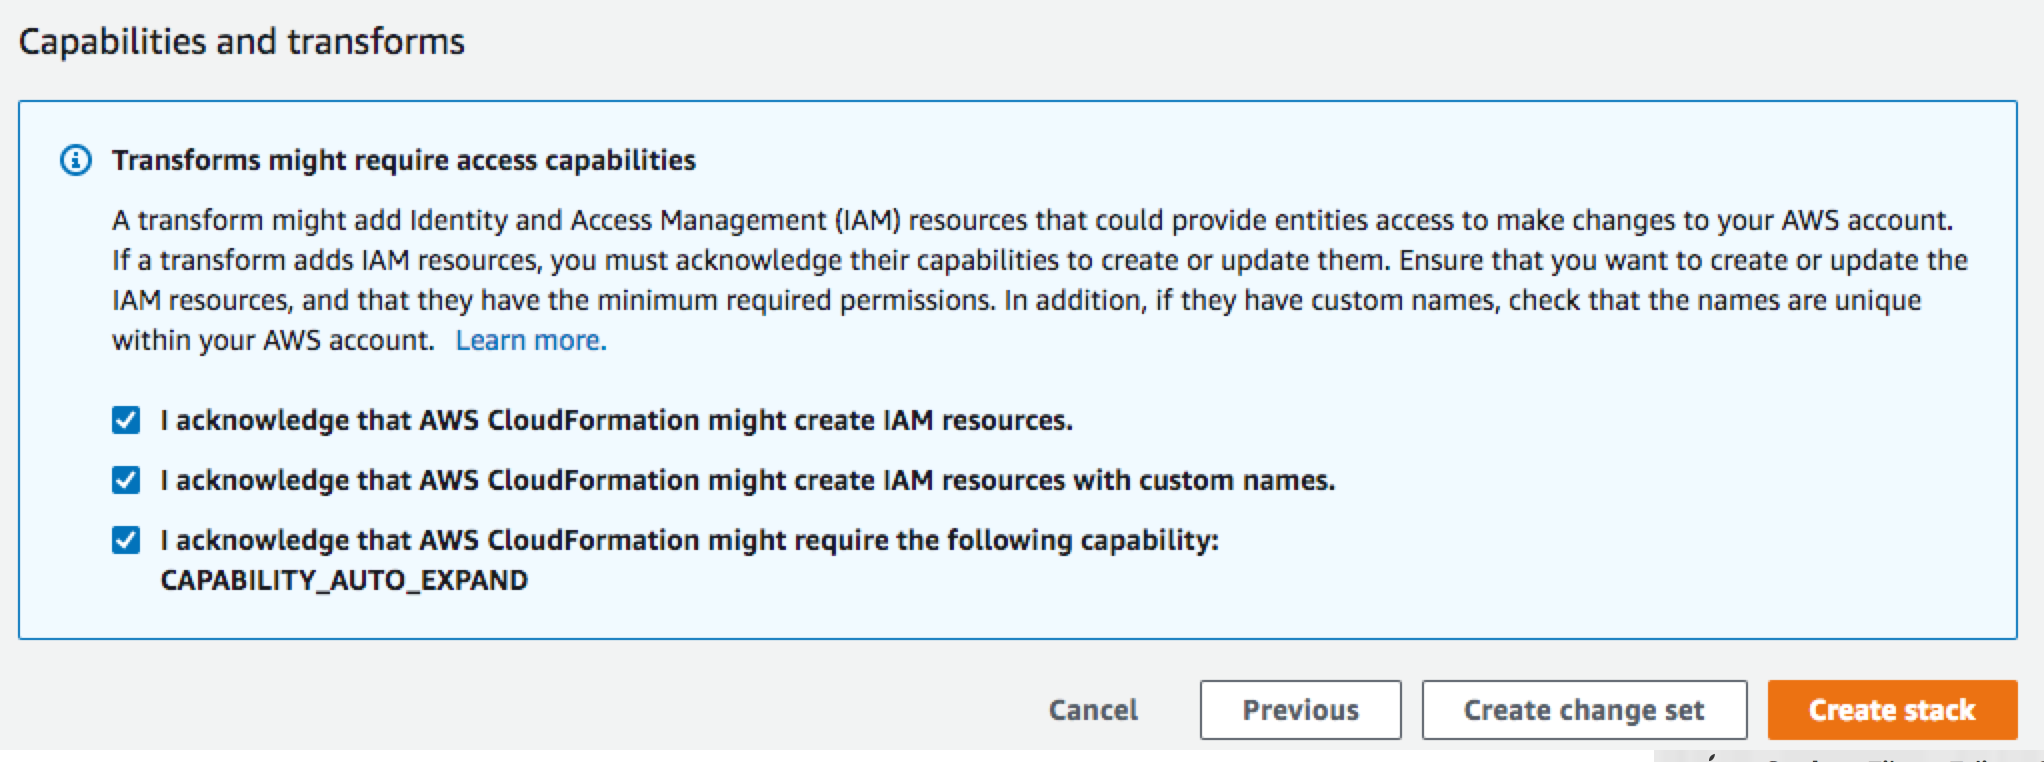 Capabilities and transforms
Transforms might require access capabilities
A transform might add Identity and Access Management (IAM) resources that could provide entities access to make changes to your AWS account.
If a transform adds IAM resources, you must acknowledge their capabilities to create or update them. Ensure that you want to create or update the
IAM resources, and that they have the minimum required permissions. In addition, if they have custom names, check that the names are unique
within your AWS account. Learn more.
I acknowledge that AWS CloudFormation might create IAM resources.
I acknowledge that AWS CloudFormation might create IAM resources with custom names.
I acknowledge that AWS CloudFormation might require the following capability:
CAPABILITY_AUTO_EXPAND
Cancel Previous Create change set Create stack